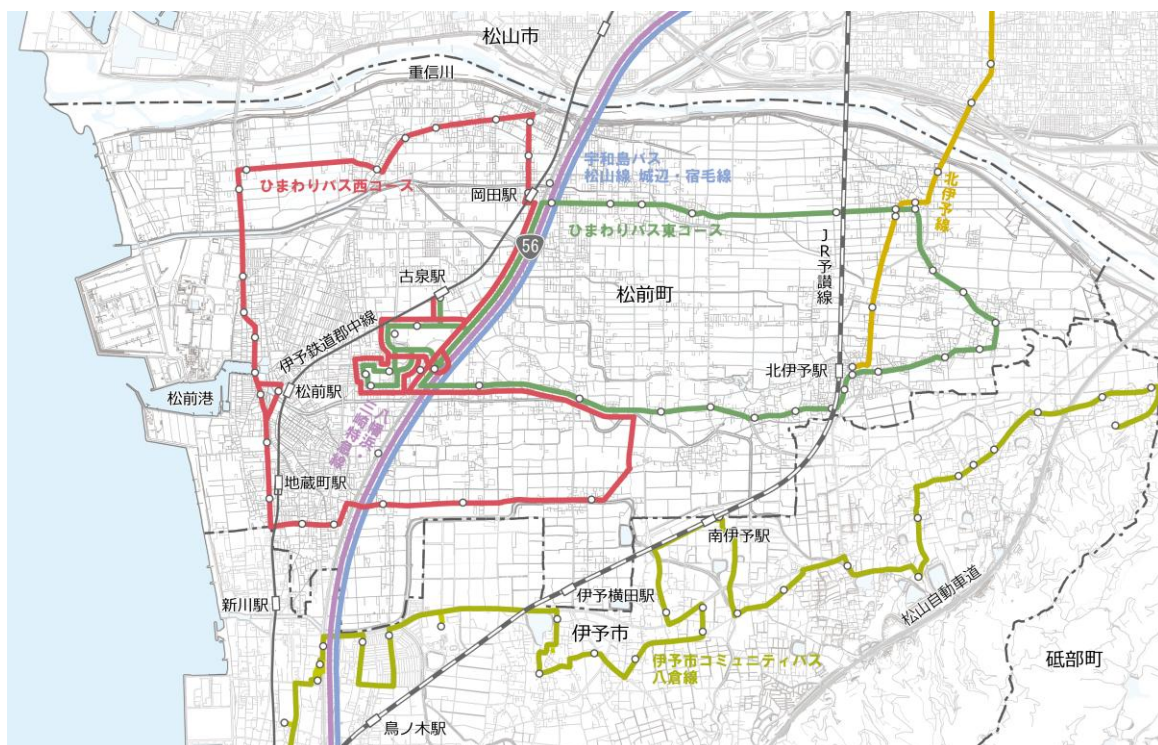 松山市
重信川
宇和島バス
松山線 城辺・宿毛線
ひまわりバス西コース
岡田駅
北伊予線
ひまわりバス東コース
56
JR予讃線
古泉駅
松前町
伊予鉄道郡中線
北伊予駅
松前港
松前駅
八幡浜・
三崎特急線
地蔵町駅
南伊予駅
松山自動車道
新川駅
伊予横田駅
伊予市
伊予市コミュニティバス
八倉線
砥部町
鳥ノ木駅